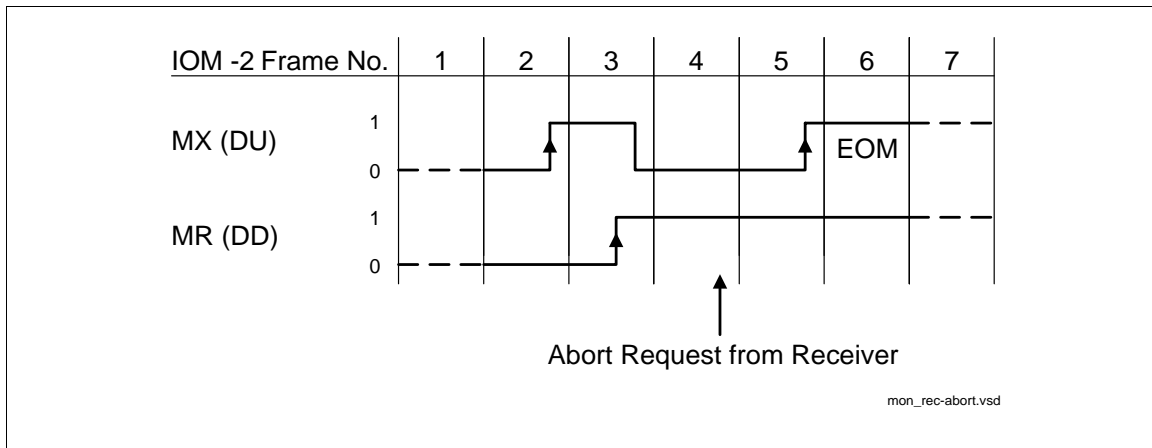 IOM -2 Frame No. 1 2 3 4 5 6 7
1
MX (DU)
EOM
0
1
MR (DD)
0
Abort Request from Receiver
mon_rec-abort.vsd